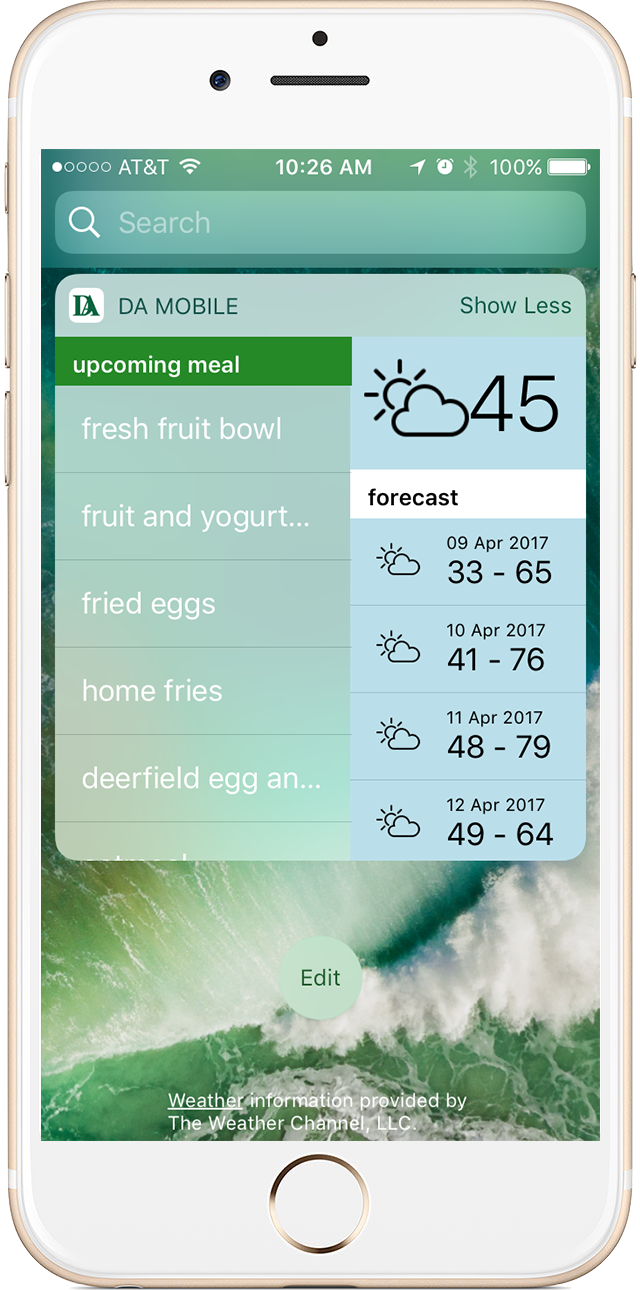 AT&T 10:26 AM 100%
Search
DA DA MOBILE Show Less
upcoming meal
fresh fruit bowl
fruit and yogurt...
fried eggs
home fries
deerfield egg an...
45
forecast
09 Apr 2017
33 - 65
10 Apr 2017
41 - 76
11 Apr 2017
48 - 79
12 Apr 2017
49 - 64
Edit
Weather information provided by
The Weather Channel, LLC.